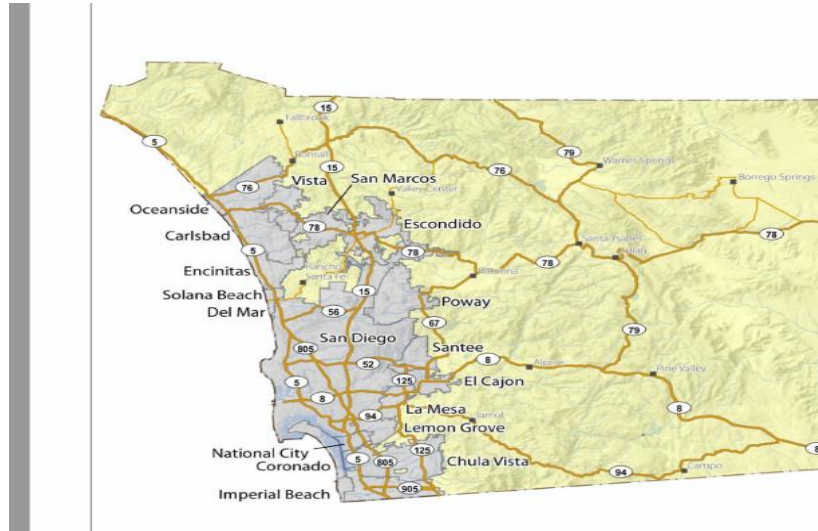 15
Fallbrook
5
Bonsall
79
15
76
Warner Springs
Vista
San Marcos
Borrego Springs
76
Valley Center
Oceanside
Escondido
78
78
Carlsbad
Santa Ysabel
5
78
Julian
78
Encinitas
Rancho
Santa Fe
Ramona
Solana Beach
15
Poway
Del Mar
56
67
79
San Diego
805
Santee
52
8
Alpine
5
125
El Cajon
Pine Valley
8
La Mesa
8
94
Jamul
Lemon Grove
National City
125
8
Coronado
5
805
Chula Vista
94
Campo
Imperial Beach
905